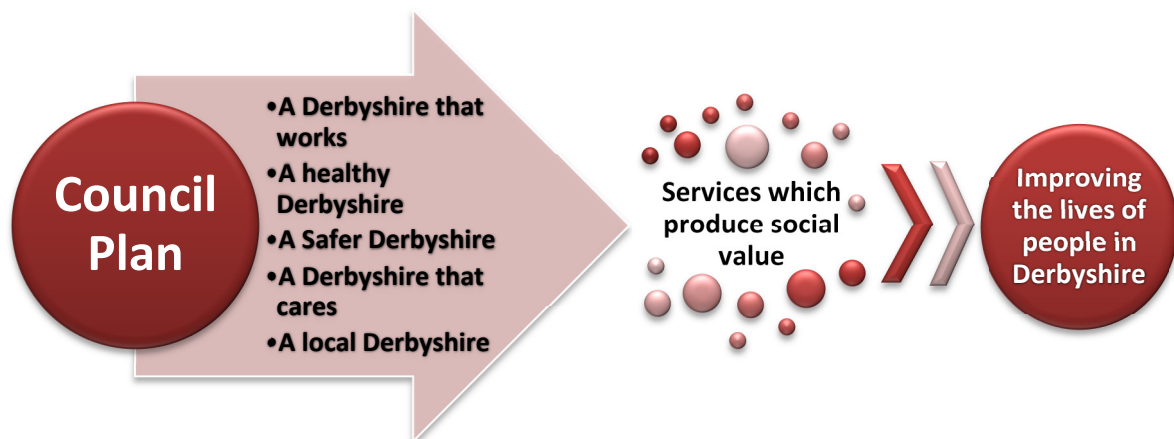 Council
Plan
•A Derbyshire that
works
•A healthy
Derbyshire
•A Safer Derbyshire
•A Derbyshire that
cares
•A local Derbyshire
Services which
produce social
value
Improving
the lives of
people in
Derbyshire